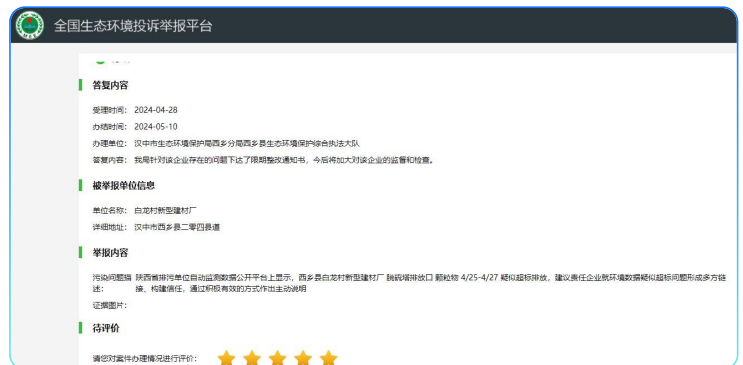 全国生态环境投诉举报平台
答复内容
受理时间： 2024-04-28
办结时间： 2024-05-10
办理单位： 汉中市生态环境保护局西乡分局西乡县生态环境保护综合执法大队
答复内容： 我局针对该企业存在的问题下达了限期整改通知书，今后将加大对该企业的监督和检查。
被举报单位信息
单位名称： 白龙村新型建材厂
详细地址： 汉中市西乡县二零四县道
举报内容
污染问题描 陕西省排污单位自动监测数据公开平台上显示，西乡县白龙村新型建材厂 脱硫塔排放口 颗粒物 4/25-4/27 疑似超标排放，建议责任企业就环境数据疑似超标问题形成多方链
述： 接、构建信任，通过积极有效的方式作出主动说明
证据图片：
待评价
请您对案件办理情况进行评价：